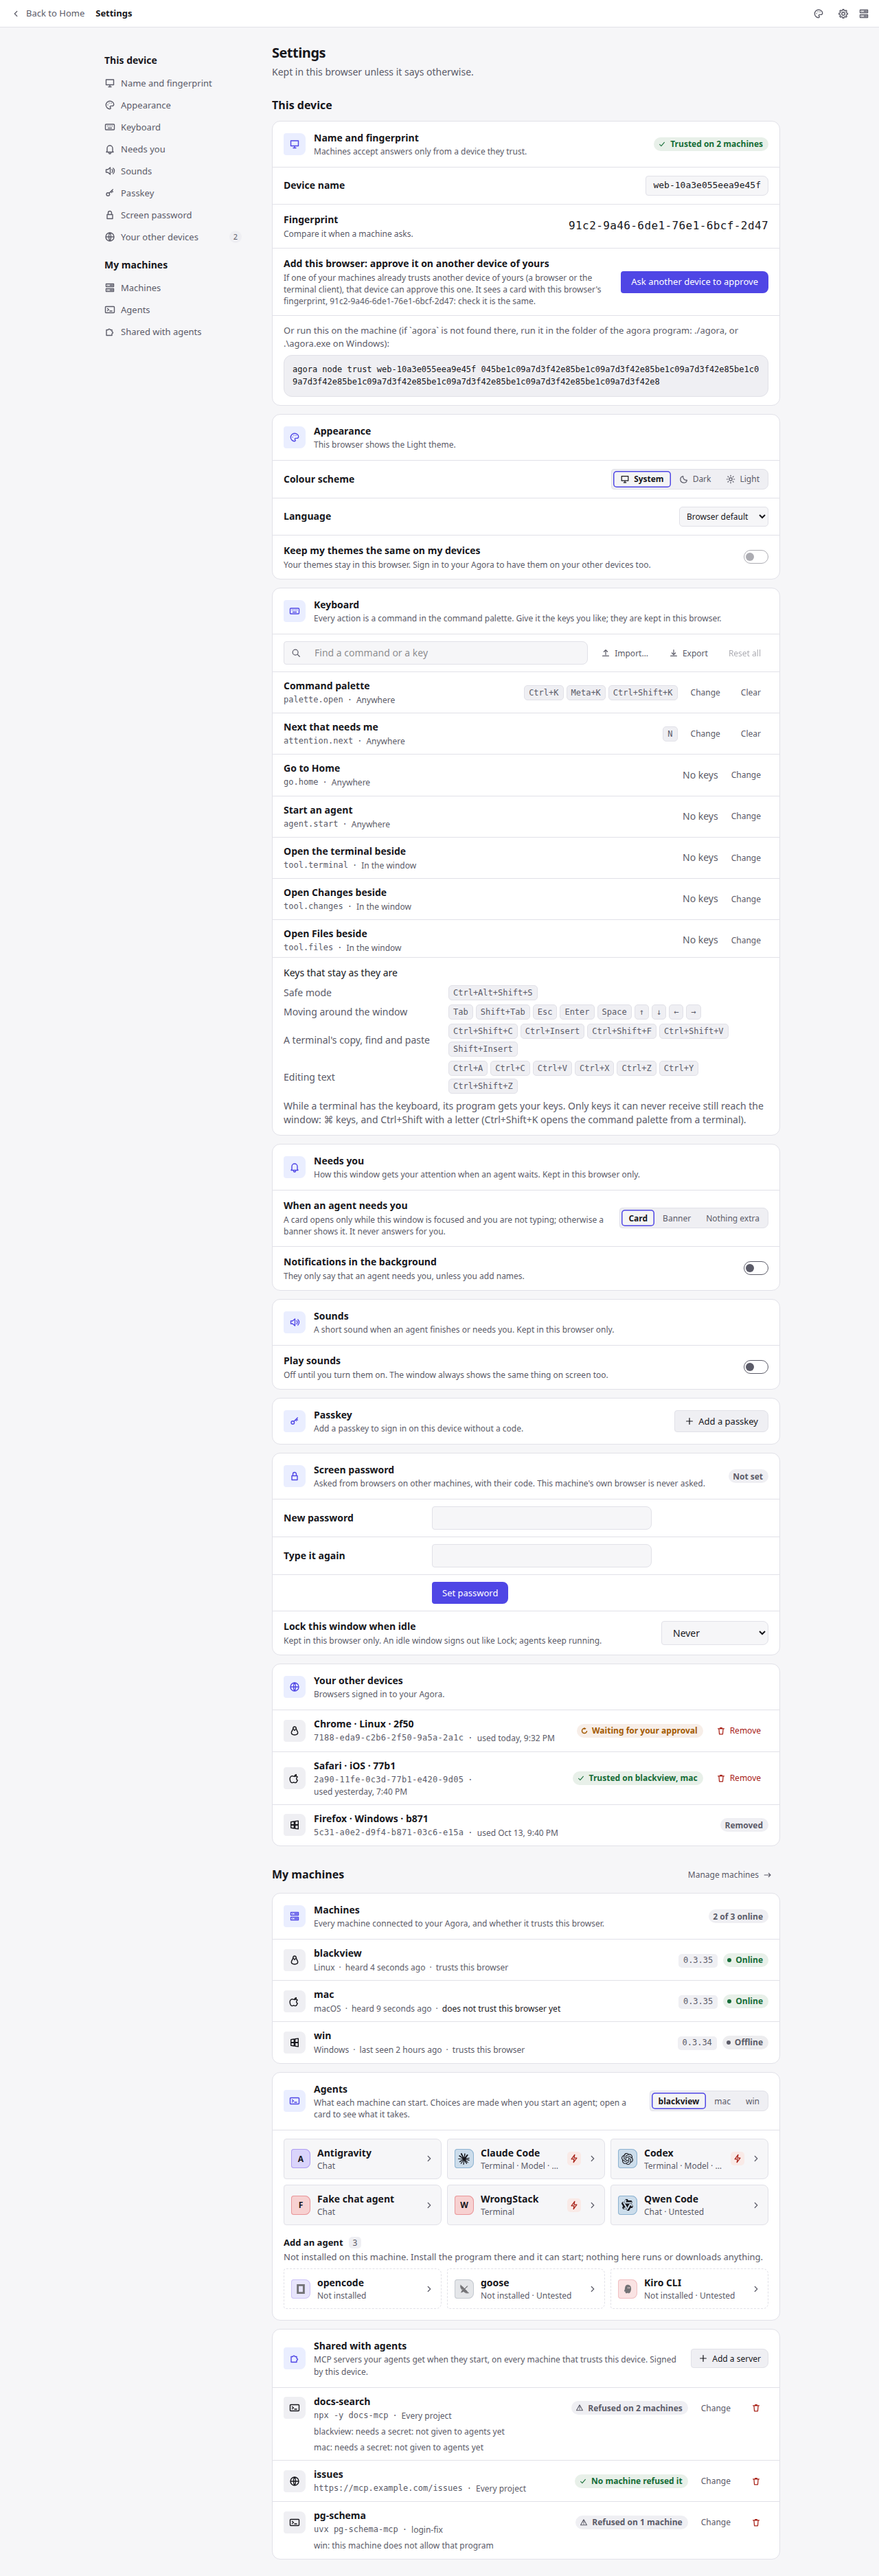 Back to Home Settings
This device
Name and fingerprint
Appearance
Keyboard
Needs you
Sounds
Passkey
Screen password
Your other devices 2
My machines
Machines
Agents
Shared with agents
Settings
Kept in this browser unless it says otherwise.
This device
Name and fingerprint
Machines accept answers only from a device they trust.
Trusted on 2 machines
Device name
web-10a3e055eea9e45f
Fingerprint
Compare it when a machine asks.
91c2-9a46-6de1-76e1-6bcf-2d47
Add this browser: approve it on another device of yours
If one of your machines already trusts another device of yours (a browser or the
terminal client), that device can approve this one. It sees a card with this browser's
fingerprint, 91c2-9a46-6de1-76e1-6bcf-2d47: check it is the same.
Ask another device to approve
Or run this on the machine (if `agora` is not found there, run it in the folder of the agora program: ./agora, or
.\agora.exe on Windows):
agora node trust web-10a3e055eea9e45f 045be1c09a7d3f42e85be1c09a7d3f42e85be1c09a7d3f42e85be1c0
9a7d3f42e85be1c09a7d3f42e85be1c09a7d3f42e85be1c09a7d3f42e85be1c09a7d3f42e8
Appearance
This browser shows the Light theme.
Colour scheme
System Dark Light
Language
Browser default
Keep my themes the same on my devices
Your themes stay in this browser. Sign in to your Agora to have them on your other devices too.
Keyboard
Every action is a command in the command palette. Give it the keys you like; they are kept in this browser.
Find a command or a key
Import... Export Reset all
Command palette
palette.open · Anywhere
Ctrl+K Meta+K Ctrl+Shift+K Change Clear
Next that needs me
attention.next · Anywhere
N Change Clear
Go to Home
go.home · Anywhere
No keys Change
Start an agent
agent.start · Anywhere
No keys Change
Open the terminal beside
tool.terminal · In the window
No keys Change
Open Changes beside
tool.changes · In the window
No keys Change
Open Files beside
tool.files · In the window
No keys Change
Keys that stay as they are
Safe mode Ctrl+Alt+Shift+S
Moving around the window Tab Shift+Tab Esc Enter Space ↑ ↓ ← →
A terminal's copy, find and paste Ctrl+Shift+C Ctrl+Insert Ctrl+Shift+F Ctrl+Shift+V
Shift+Insert
Editing text Ctrl+A Ctrl+C Ctrl+V Ctrl+X Ctrl+Z Ctrl+Y
Ctrl+Shift+Z
While a terminal has the keyboard, its program gets your keys. Only keys it can never receive still reach the
window: ⌘ keys, and Ctrl+Shift with a letter (Ctrl+Shift+K opens the command palette from a terminal).
Needs you
How this window gets your attention when an agent waits. Kept in this browser only.
When an agent needs you
A card opens only while this window is focused and you are not typing; otherwise a
banner shows it. It never answers for you.
Card Banner Nothing extra
Notifications in the background
They only say that an agent needs you, unless you add names.
Sounds
A short sound when an agent finishes or needs you. Kept in this browser only.
Play sounds
Off until you turn them on. The window always shows the same thing on screen too.
Passkey
Add a passkey to sign in on this device without a code.
Add a passkey
Screen password
Asked from browsers on other machines, with their code. This machine's own browser is never asked.
Not set
New password
Type it again
Set password
Lock this window when idle
Kept in this browser only. An idle window signs out like Lock; agents keep running.
Never
Your other devices
Browsers signed in to your Agora.
Chrome · Linux · 2f50
7188-eda9-c2b6-2f50-9a5a-2a1c · used today, 9:32 PM
Waiting for your approval Remove
Safari · iOS · 77b1
2a90-11fe-0c3d-77b1-e420-9d05 ·
used yesterday, 7:40 PM
Trusted on blackview, mac Remove
Firefox · Windows · b871
5c31-a0e2-d9f4-b871-03c6-e15a · used Oct 13, 9:40 PM
Removed
My machines
Manage machines →
Machines
Every machine connected to your Agora, and whether it trusts this browser.
2 of 3 online
blackview
Linux · heard 4 seconds ago · trusts this browser
0.3.35 Online
mac
macOS · heard 9 seconds ago · does not trust this browser yet
0.3.35 Online
win
Windows · last seen 2 hours ago · trusts this browser
0.3.34 Offline
Agents
What each machine can start. Choices are made when you start an agent; open a
card to see what it takes.
blackview mac win
A Antigravity
Chat
Claude Code
Terminal · Model · ...
Codex
Terminal · Model · ...
F Fake chat agent
Chat
W WrongStack
Terminal
Qwen Code
Chat · Untested
Add an agent 3
Not installed on this machine. Install the program there and it can start; nothing here runs or downloads anything.
opencode
Not installed
goose
Not installed · Untested
Kiro CLI
Not installed · Untested
Shared with agents
MCP servers your agents get when they start, on every machine that trusts this device. Signed
by this device.
Add a server
docs-search
npx -y docs-mcp · Every project
Refused on 2 machines Change
blackview: needs a secret: not given to agents yet
mac: needs a secret: not given to agents yet
issues
https://mcp.example.com/issues · Every project
No machine refused it Change
pg-schema
uvx pg-schema-mcp · login-fix
Refused on 1 machine Change
win: this machine does not allow that program